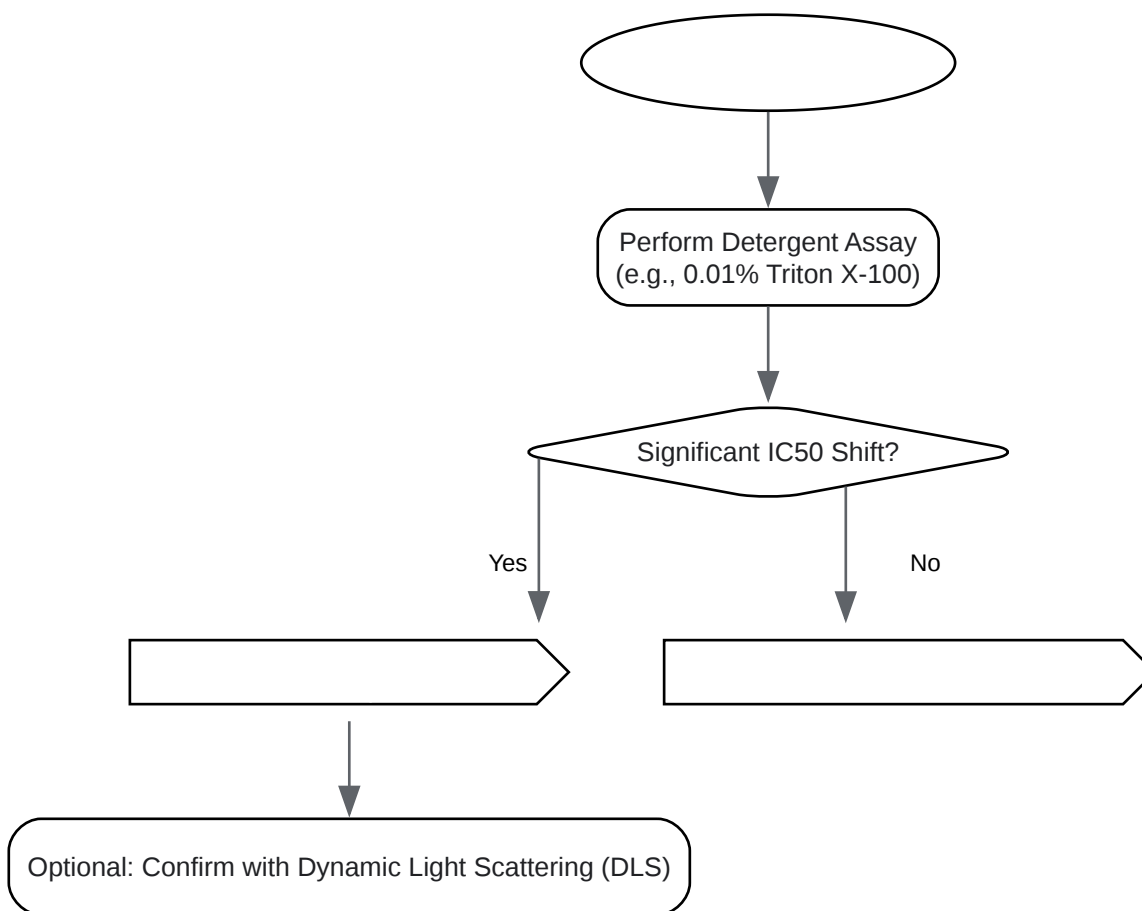 Perform Detergent Assay
(e.g., 0.01% Triton X-100)
Significant IC50 Shift?
Yes
No
Optional: Confirm with Dynamic Light Scattering (DLS)